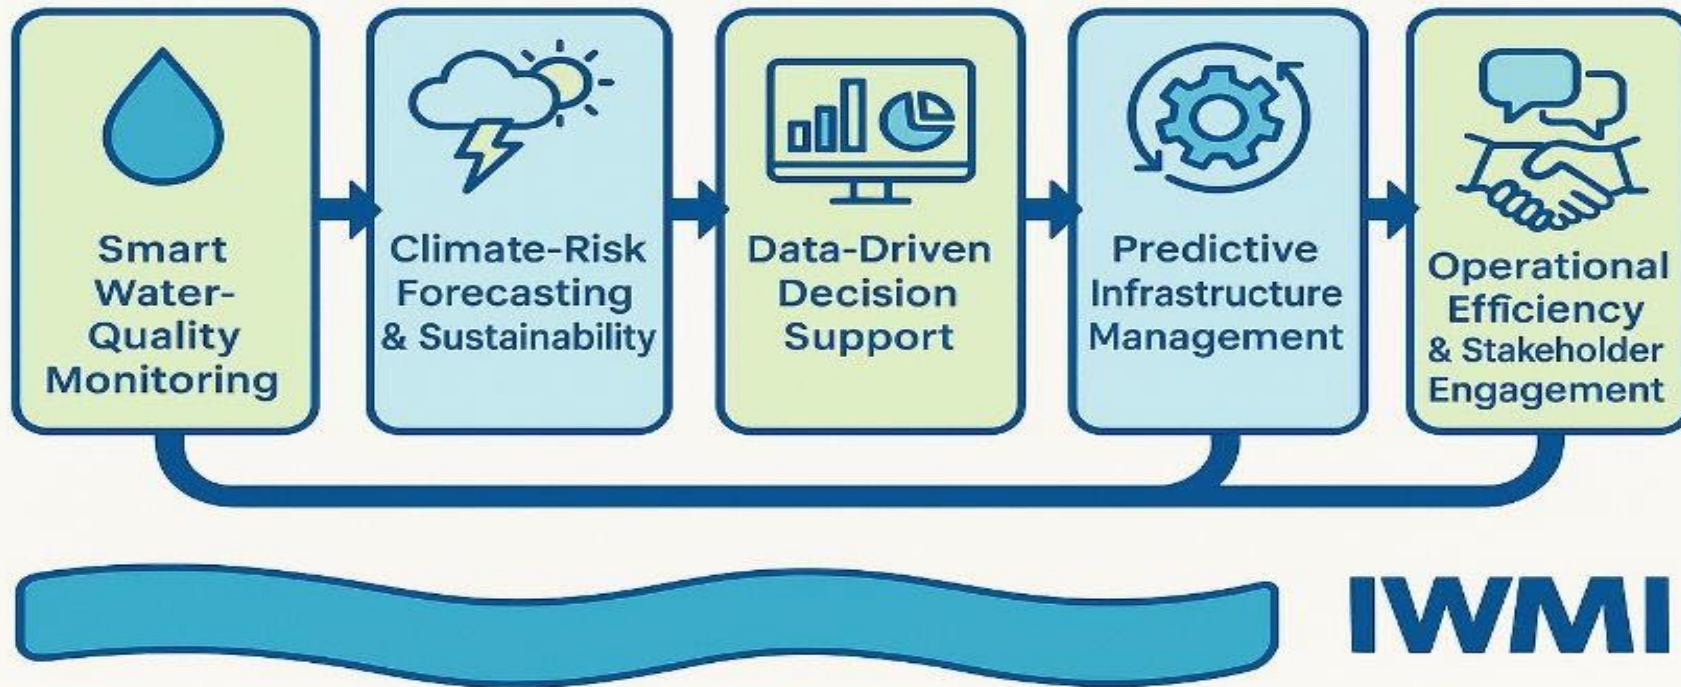 Smart
Water-
Quality
Monitoring
Climate-Risk
Forecasting
& Sustainability
Data-Driven
Decision
Support
Predictive
Infrastructure
Management
Operational
Efficiency
& Stakeholder
Engagement
IWMI